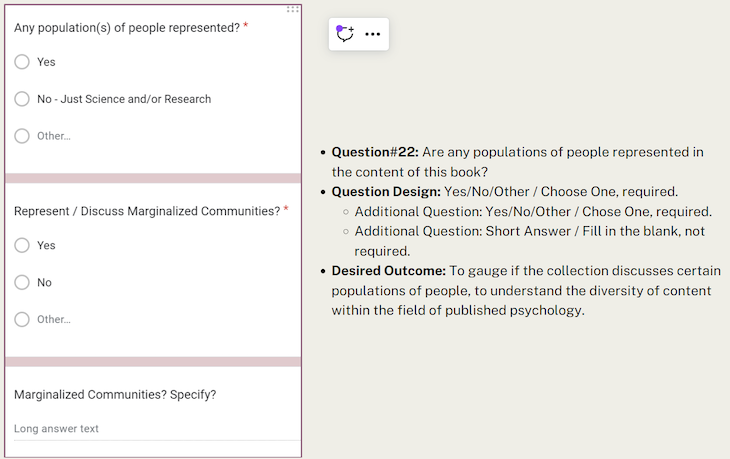 Any population(s) of people represented? *
Yes
No - Just Science and/or Research
Other...
Represent / Discuss Marginalized Communities? *
Yes
No
Other...
Marginalized Communities? Specify?
Long answer text
• Question#22: Are any populations of people represented in
the content of this book?
• Question Design: Yes/No/Other / Choose One, required.
○ Additional Question: Yes/No/Other / Chose One, required.
○ Additional Question: Short Answer / Fill in the blank, not
required.
• Desired Outcome: To gauge if the collection discusses certain
populations of people, to understand the diversity of content
within the field of published psychology.